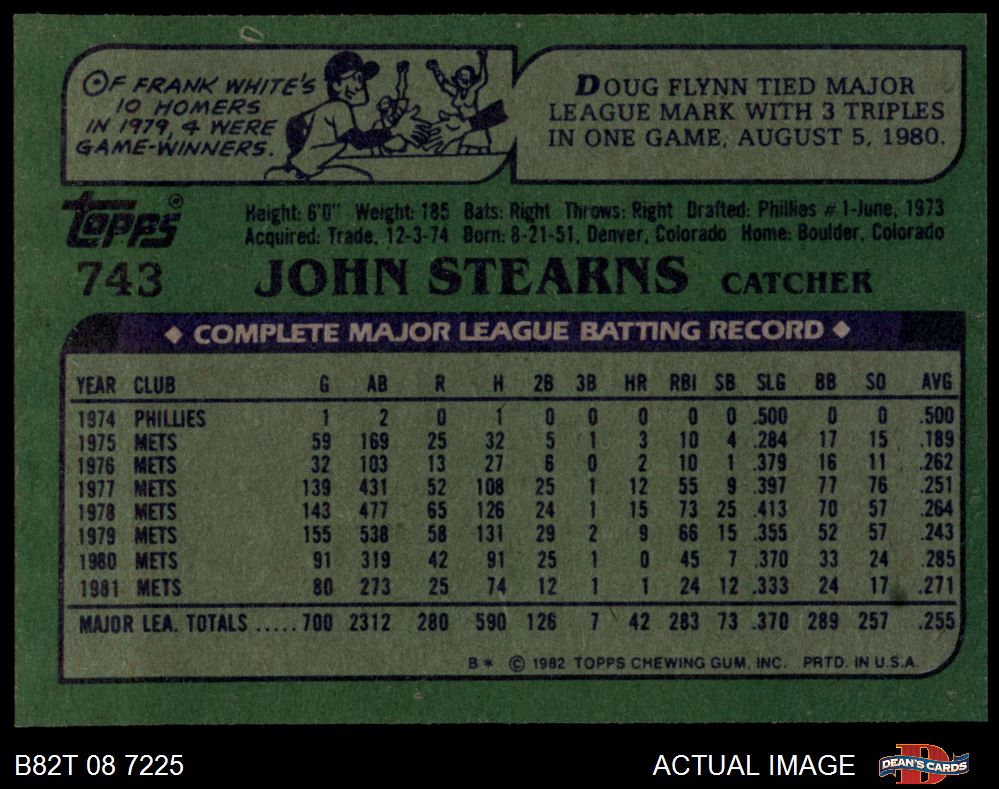 OF FRANK WHITE'S
10 HOMERS
IN 1979, 4 WERE
GAME-WINNERS.
DOUG FLYNN TIED MAJOR
LEAGUE MARK WITH 3 TRIPLES
IN ONE GAME, AUGUST 5, 1980.
Topps®
Height: 6'0" Weight: 185 Bats: Right Throws: Right Drafted: Phillies #1-June, 1973
Acquired: Trade, 12-3-74 Born: 8-21-51, Denver, Colorado Home: Boulder, Colorado
743 JOHN STEARNS CATCHER
◆ COMPLETE MAJOR LEAGUE BATTING RECORD ◆
YEAR CLUB G AB R H 2B 3B HR RBI SB SLG BB SO AVG
1974 PHILLIES 1 2 0 1 0 0 0 0 0 .500 0 0 .500
1975 METS 59 169 25 32 5 1 3 10 4 .284 17 15 .189
1976 METS 32 103 13 27 6 0 2 10 1 .379 16 11 .262
1977 METS 139 431 52 108 25 1 12 55 9 .397 77 76 .251
1978 METS 143 477 65 126 24 1 15 73 25 .413 70 57 .264
1979 METS 155 538 58 131 29 2 9 66 15 .355 52 57 .243
1980 METS 91 319 42 91 25 1 0 45 7 .370 33 24 .285
1981 METS 80 273 25 74 12 1 1 24 12 .333 24 17 .271
MAJOR LEA. TOTALS ..... 700 2312 280 590 126 7 42 283 73 .370 289 257 .255
B* © 1982 TOPPS CHEWING GUM, INC. PRTD. IN U.S.A.
B82T 08 7225
ACTUAL IMAGE
DEAN'S CARDS